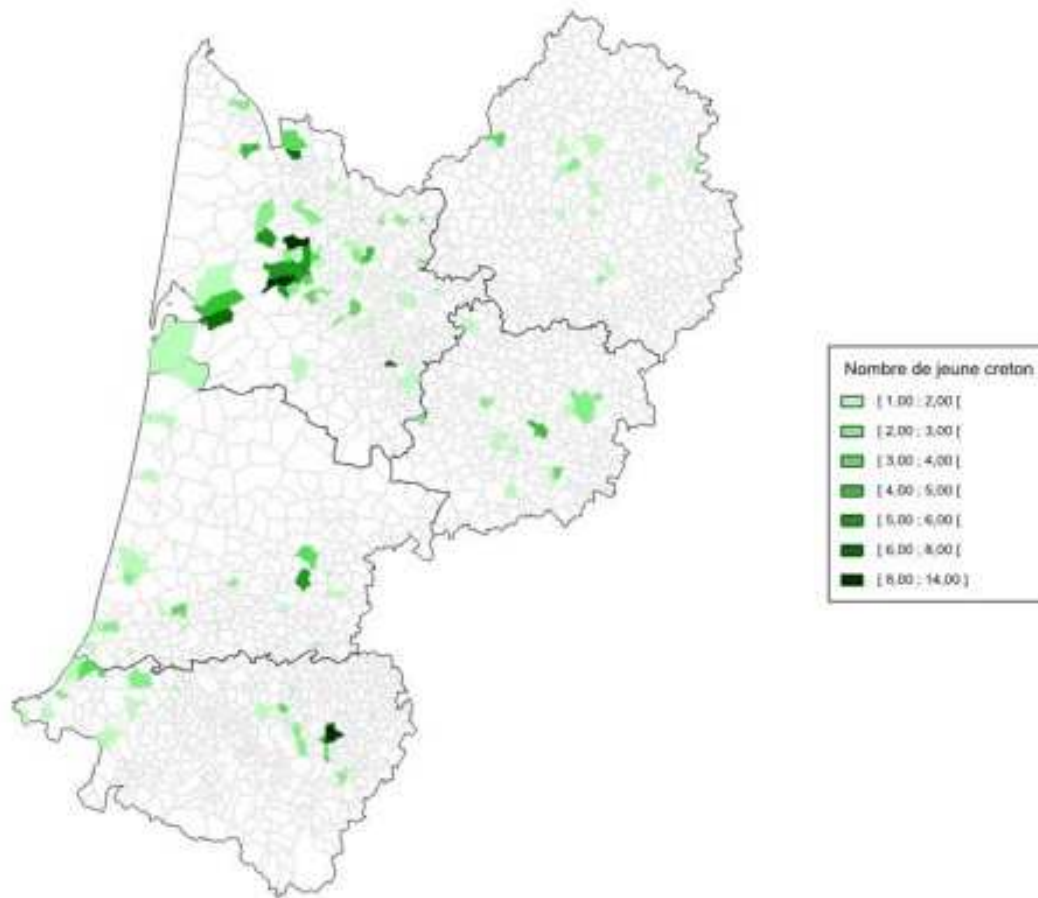 Nombre de jeune creton
[ 1,00 ; 2,00 [
[ 2,00 ; 3,00 [
[ 3,00 ; 4,00 [
[ 4,00 ; 5,00 [
[ 5,00 ; 6,00 [
[ 6,00 ; 8,00 [
[ 8,00 ; 14,00 ]